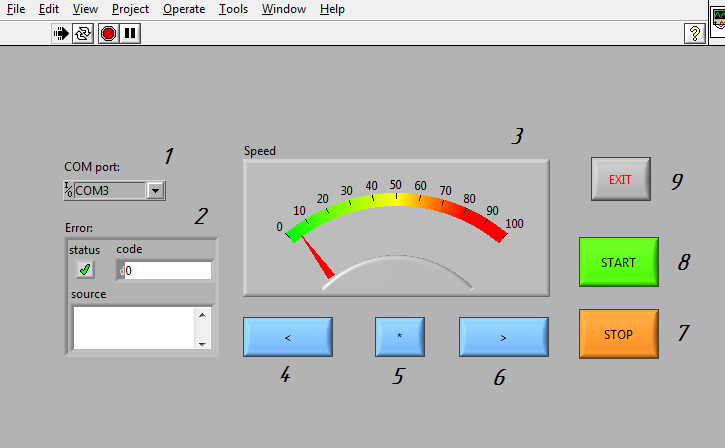 File Edit View Project Operate Tools Window Help
?
1
COM port:
I/O COM3
2
Error:
status code
d 0
source
3
Speed
0 10 20 30 40 50 60 70 80 90 100
< * >
4 5 6
EXIT
9
START
8
STOP
7